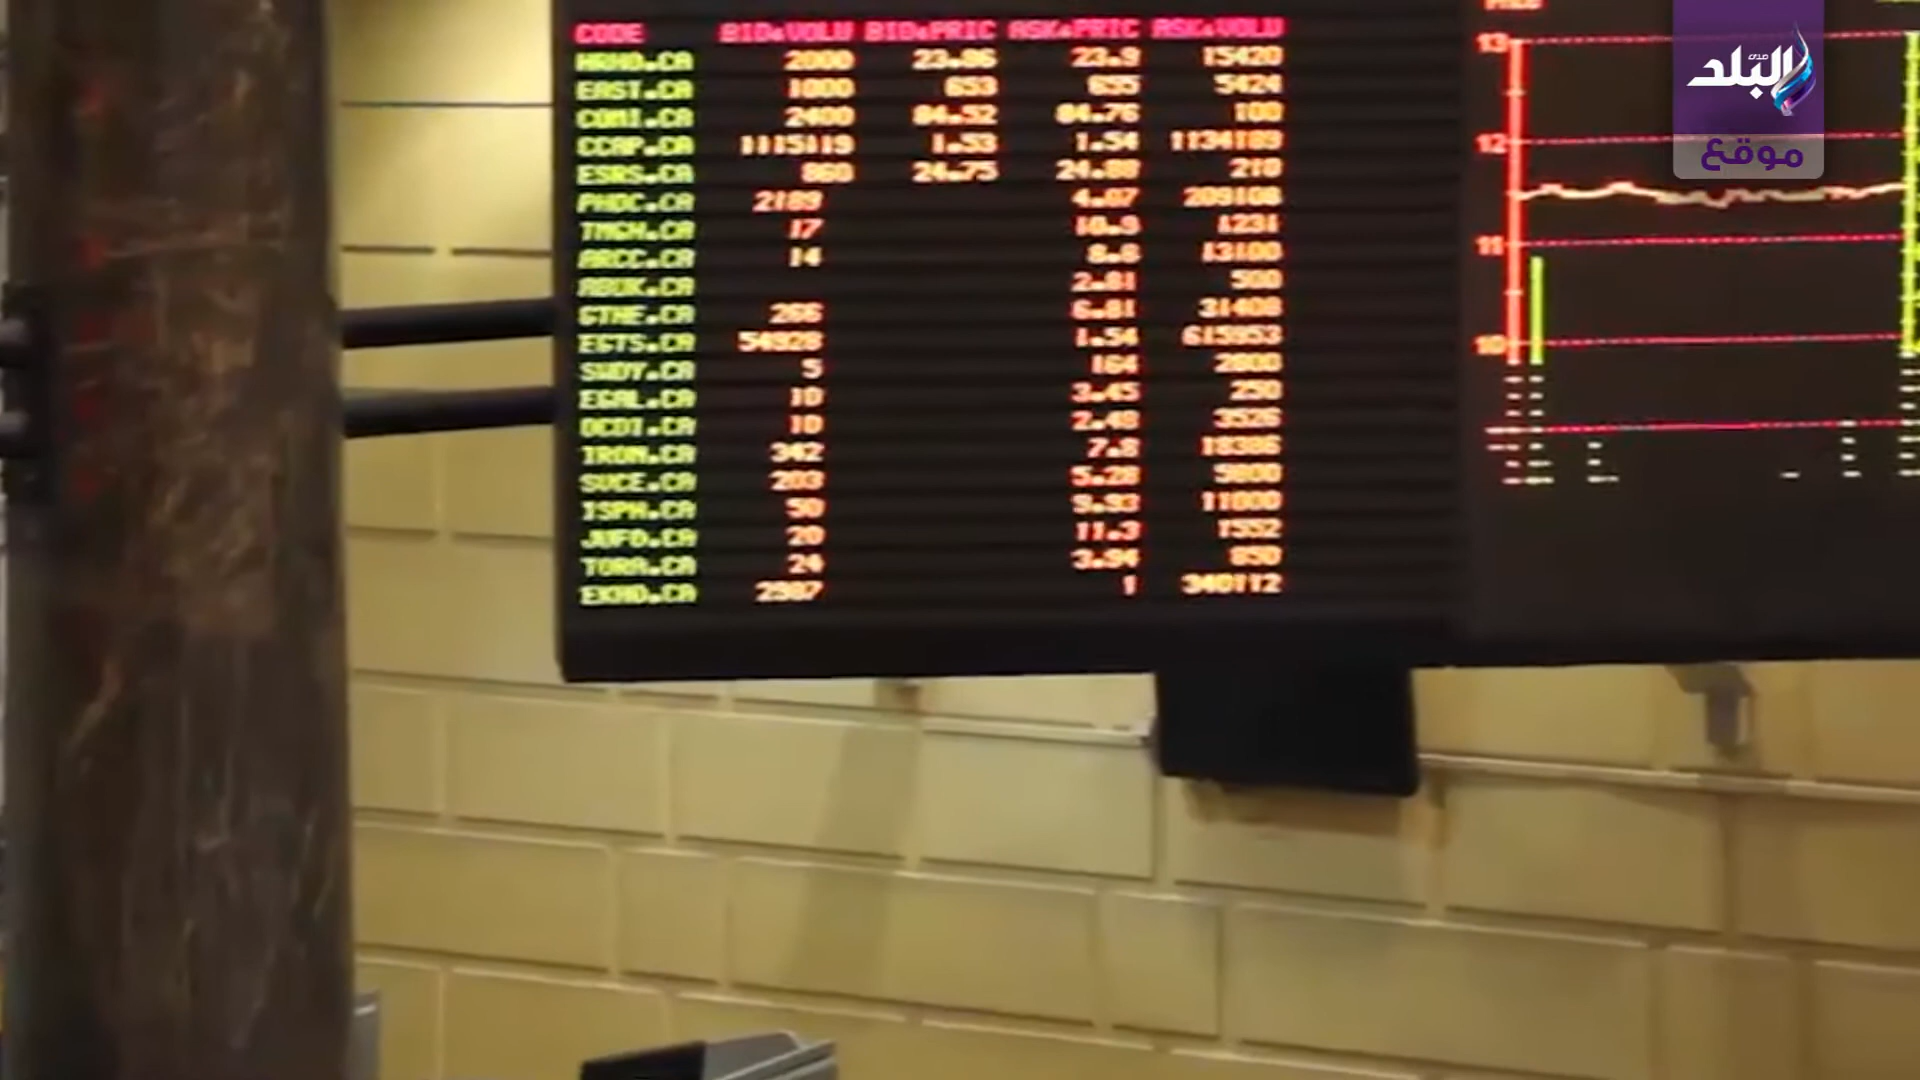 CODE BID&VOLU BID&PRIC ASK&PRIC ASK&VOLU
HRHO.CA 2000 23.86 23.9 15420
EAST.CA 1000 653 655 5424
COMI.CA 2400 84.52 84.76 100
CCAP.CA 1115119 1.53 1.54 1134189
ESRS.CA 860 24.75 24.88 210
PHDC.CA 2189 4.07 209108
TMGH.CA 17 10.9 1231
ARCC.CA 14 8.8 13100
ABUK.CA 2.81 500
GTHE.CA 266 6.81 31408
EGTS.CA 54928 1.54 615953
SWDY.CA 5 164 2800
EGAL.CA 10 3.45 250
OCDI.CA 10 2.48 3526
IRON.CA 342 7.8 18386
SUCE.CA 203 5.28 5800
ISPH.CA 50 9.93 11000
JUFO.CA 20 11.3 1552
TORA.CA 24 3.94 850
EKHO.CA 2507 1 340112
13
12
11
10
صدى البلد
موقع